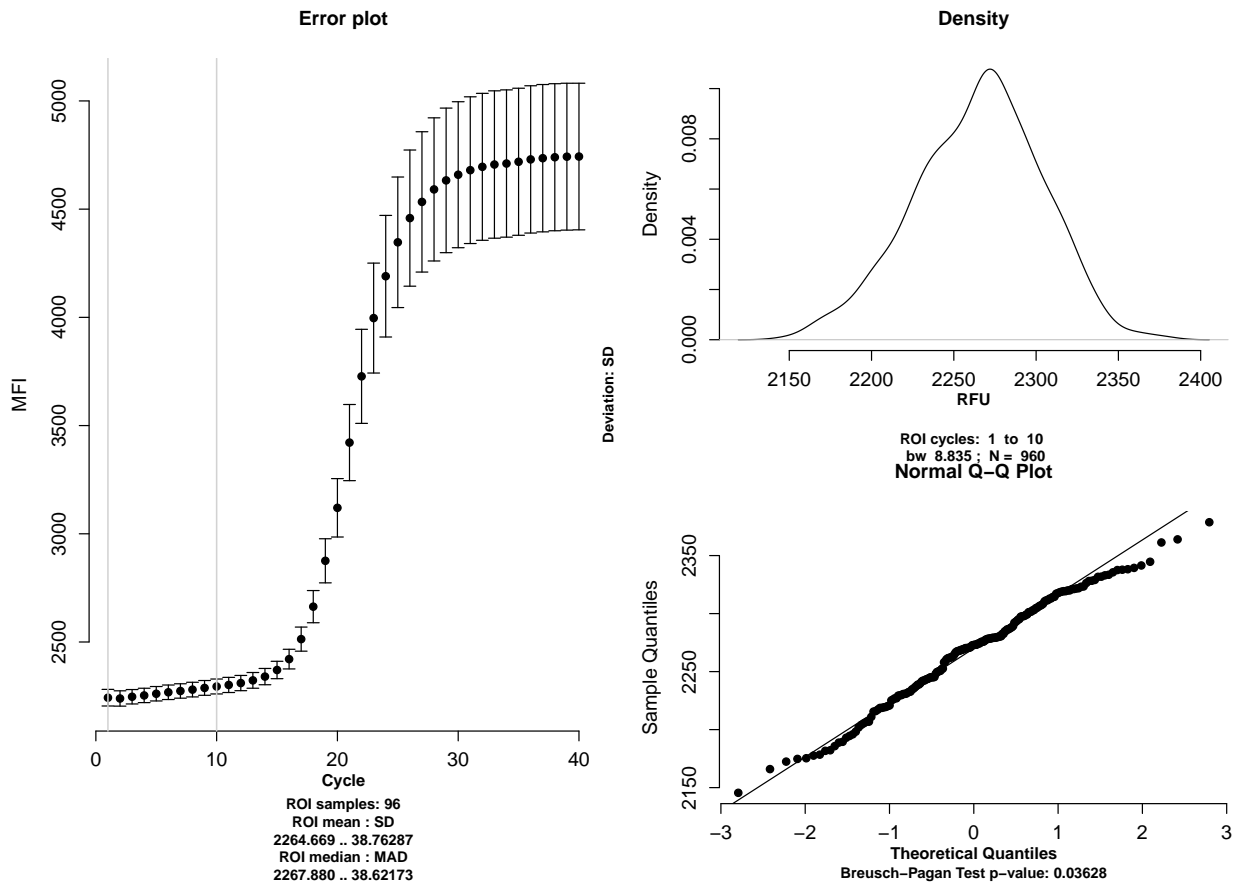 Error plot
MFI
2500
3000
3500
4000
4500
5000
0
10
20
30
40
Cycle
ROI samples: 96
ROI mean : SD
2264.669 .. 38.76287
ROI median : MAD
2267.880 .. 38.62173
Deviation: SD
Density
Density
0.000
0.004
0.008
2150
2200
2250
2300
2350
2400
RFU
ROI cycles:  1  to  10
bw  8.835 ;  N =  960
Normal Q−Q Plot
Sample Quantiles
2150
2250
2350
−3
−2
−1
0
1
2
3
Theoretical Quantiles
Breusch−Pagan Test p−value: 0.03628